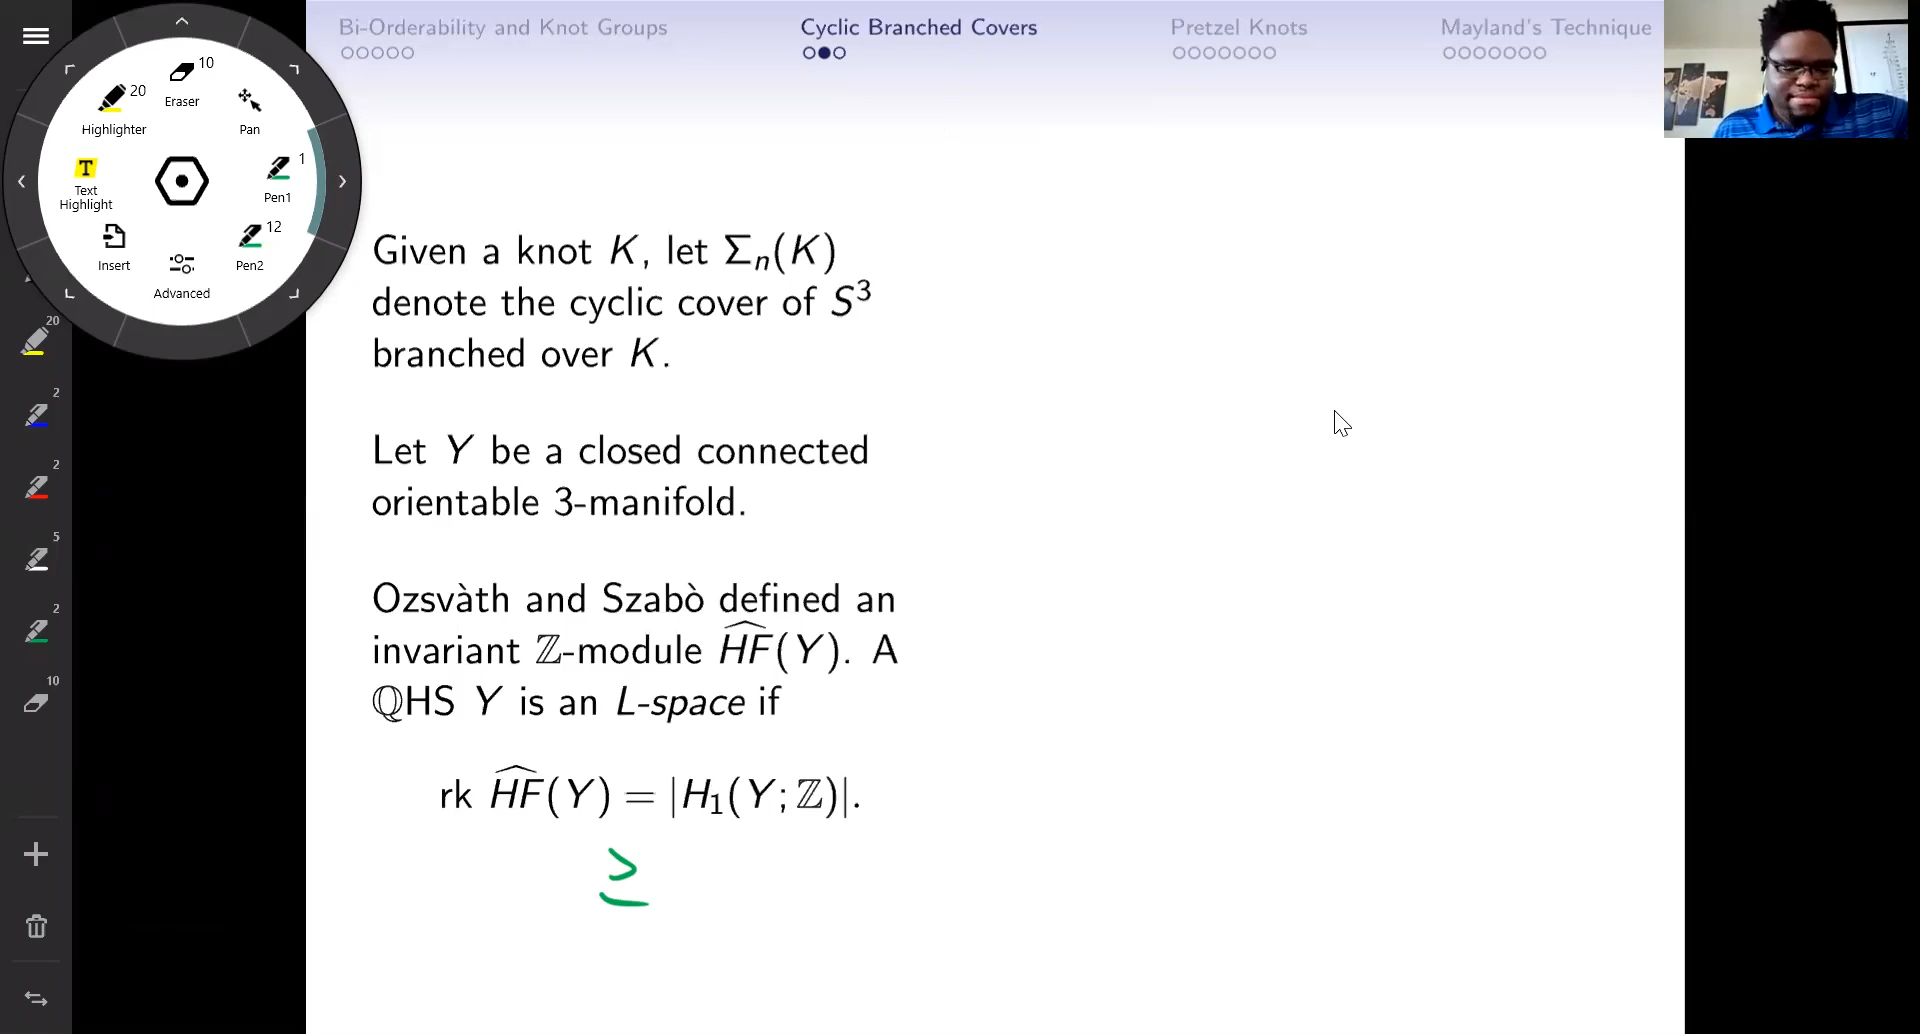 Bi-Orderability and Knot Groups Cyclic Branched Covers Pretzel Knots Mayland's Technique
10
Eraser
20
Highlighter
Pan
T
Text
Highlight
1
Pen1
Insert
12
Pen2
Advanced
20
2
2
5
2
10
Given a knot K, let Σₙ(K)
denote the cyclic cover of S³
branched over K.
Let Y be a closed connected
orientable 3-manifold.
Ozsvàth and Szabò defined an
invariant ℤ-module \widehat{HF}(Y). A
ℚHS Y is an L-space if
rk \widehat{HF}(Y) = |H₁(Y; ℤ)|.
≥